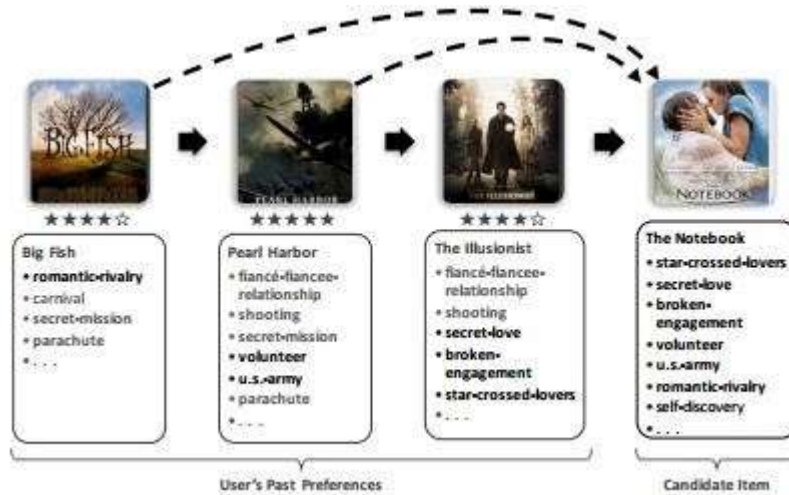 BIG FISH
PEARL HARBOR
THE ILLUSIONIST
NOTEBOOK
Big Fish
• romantic-rivalry
• carnival
• secret-mission
• parachute
• . . .
Pearl Harbor
• fiancé-fiancee-
relationship
• shooting
• secret-mission
• volunteer
• u.s.-army
• parachute
• . . .
The Illusionist
• fiancé-fiancee-
relationship
• shooting
• secret-love
• broken-
engagement
• star-crossed-lovers
• . . .
The Notebook
• star-crossed-lovers
• secret-love
• broken-
engagement
• volunteer
• u.s.-army
• romantic-rivalry
• self-discovery
• . . .
User's Past Preferences
Candidate Item